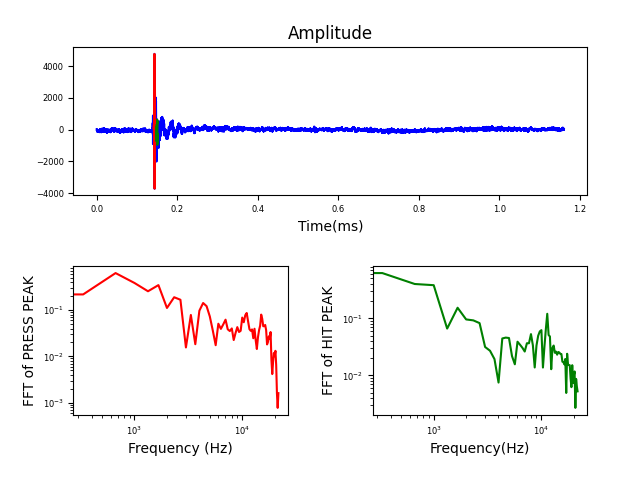 Amplitude
4000
2000
0
−2000
−4000
0.0 0.2 0.4 0.6 0.8 1.0 1.2
Time(ms)
FFT of PRESS PEAK
10⁻¹
10⁻²
10⁻³
10³ 10⁴
Frequency (Hz)
FFT of HIT PEAK
10⁻¹
10⁻²
10³ 10⁴
Frequency(Hz)